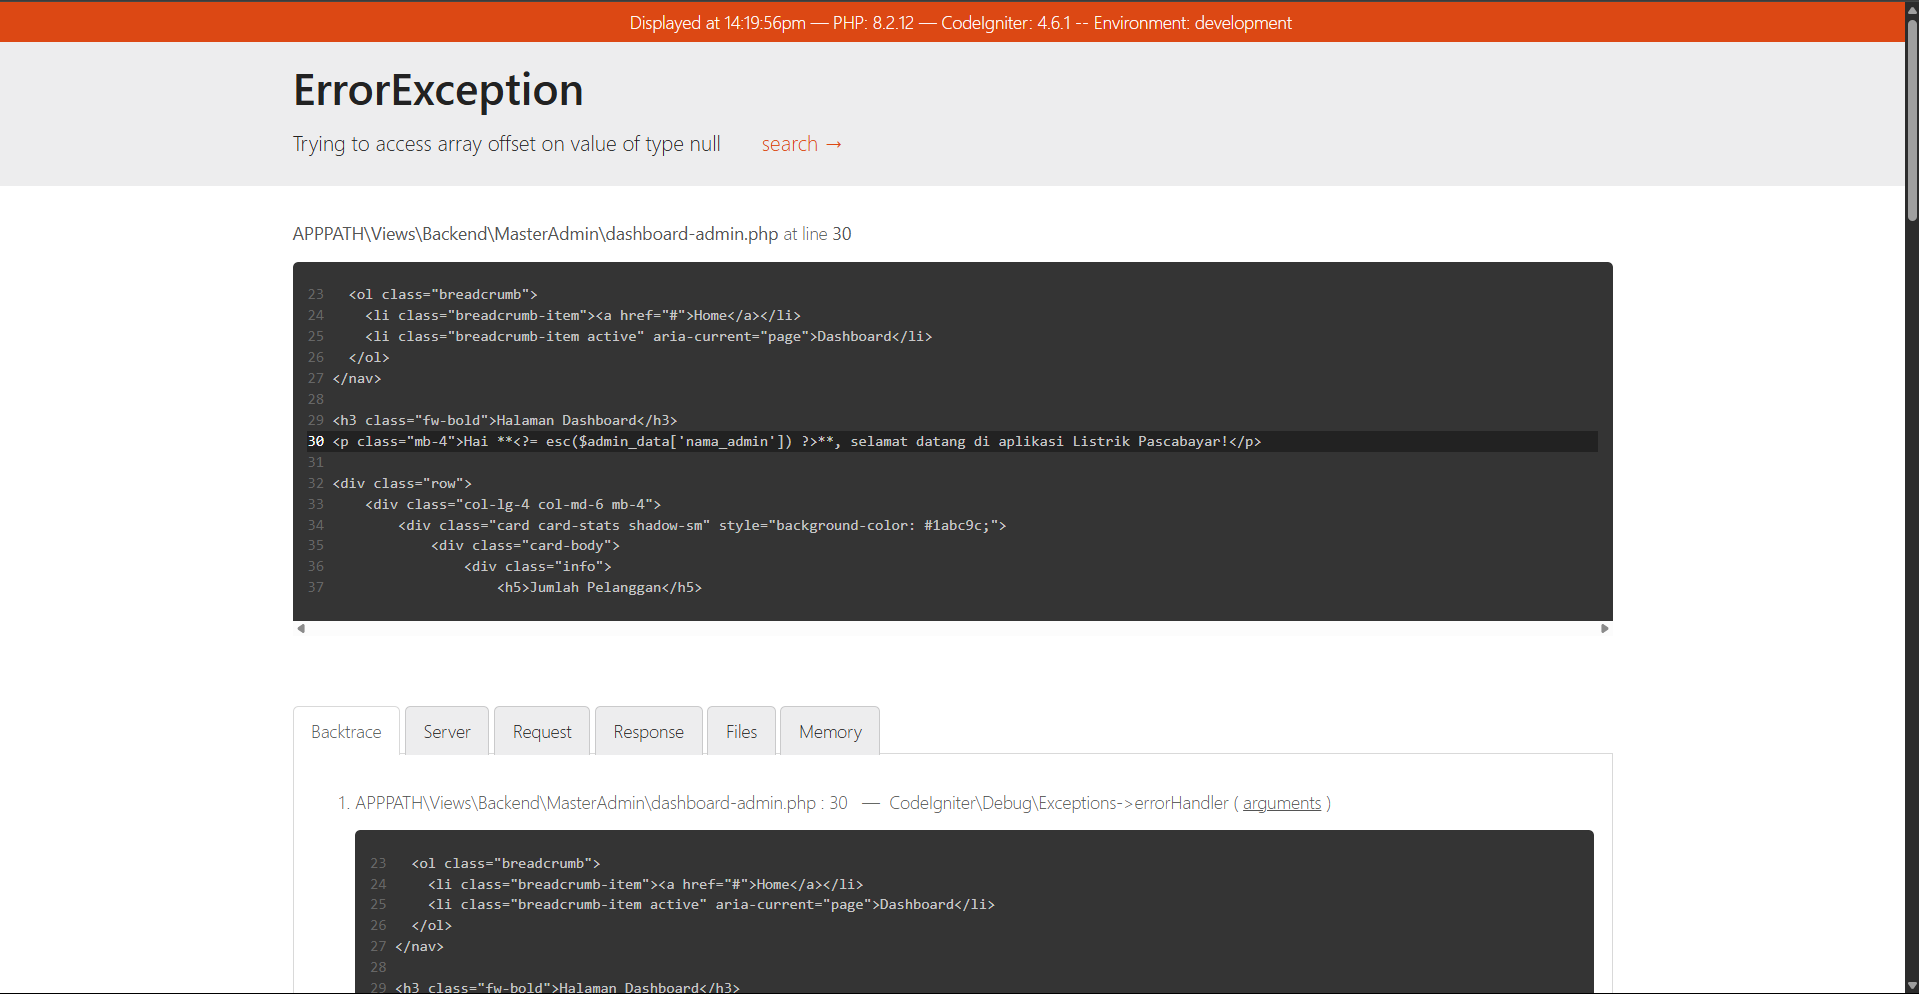 Displayed at 14:19:56pm — PHP: 8.2.12 — CodeIgniter: 4.6.1 -- Environment: development
ErrorException
Trying to access array offset on value of type null search →
APPPATH\Views\Backend\MasterAdmin\dashboard-admin.php at line 30
23   <ol class="breadcrumb">
24     <li class="breadcrumb-item"><a href="#">Home</a></li>
25     <li class="breadcrumb-item active" aria-current="page">Dashboard</li>
26   </ol>
27 </nav>
28
29 <h3 class="fw-bold">Halaman Dashboard</h3>
30 <p class="mb-4">Hai **<?= esc($admin_data['nama_admin']) ?>**, selamat datang di aplikasi Listrik Pascabayar!</p>
31
32 <div class="row">
33     <div class="col-lg-4 col-md-6 mb-4">
34         <div class="card card-stats shadow-sm" style="background-color: #1abc9c;">
35             <div class="card-body">
36                 <div class="info">
37                     <h5>Jumlah Pelanggan</h5>
Backtrace Server Request Response Files Memory
1. APPPATH\Views\Backend\MasterAdmin\dashboard-admin.php : 30 — CodeIgniter\Debug\Exceptions->errorHandler ( arguments )
23   <ol class="breadcrumb">
24     <li class="breadcrumb-item"><a href="#">Home</a></li>
25     <li class="breadcrumb-item active" aria-current="page">Dashboard</li>
26   </ol>
27 </nav>
28
29 <h3 class="fw-bold">Halaman Dashboard</h3>